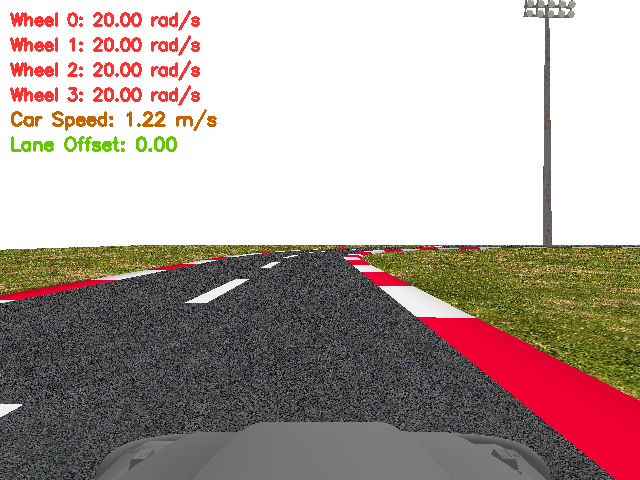 Wheel 0: 20.00 rad/s
Wheel 1: 20.00 rad/s
Wheel 2: 20.00 rad/s
Wheel 3: 20.00 rad/s
Car Speed: 1.22 m/s
Lane Offset: 0.00